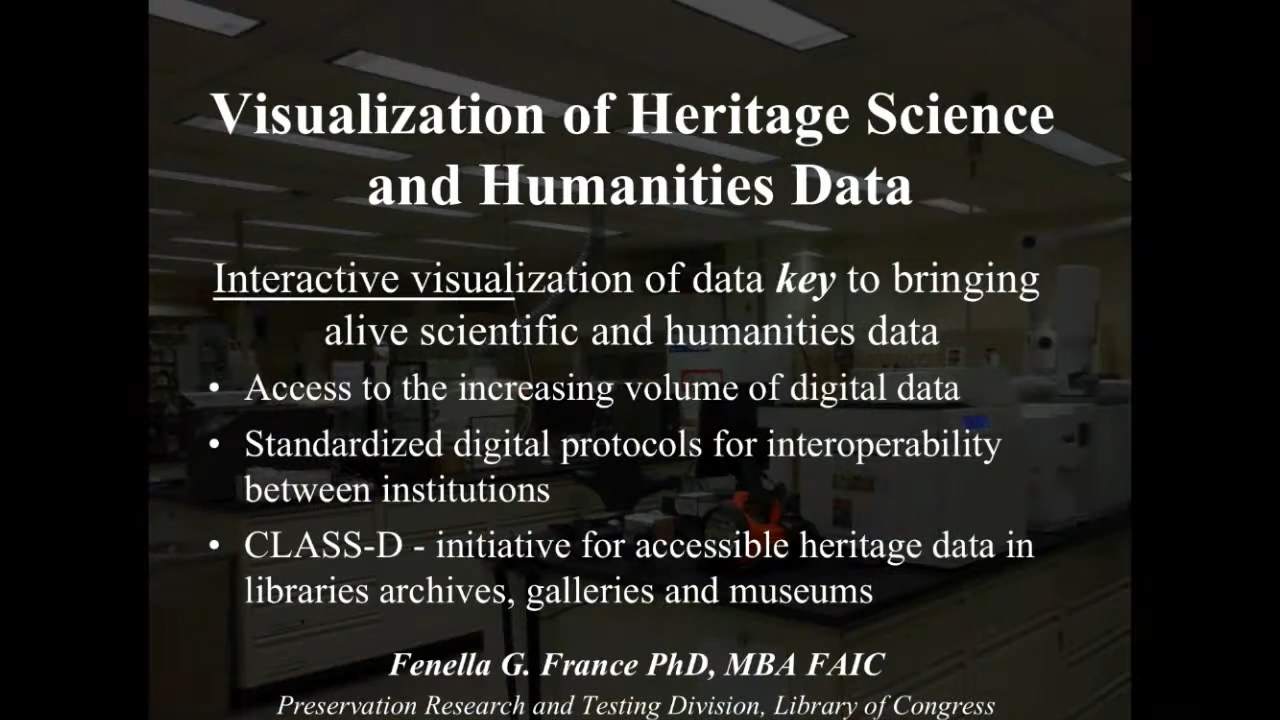 Visualization of Heritage Science
and Humanities Data
Interactive visualization of data key to bringing
alive scientific and humanities data
• Access to the increasing volume of digital data
• Standardized digital protocols for interoperability
between institutions
• CLASS-D - initiative for accessible heritage data in
libraries archives, galleries and museums
Fenella G. France PhD, MBA FAIC
Preservation Research and Testing Division, Library of Congress